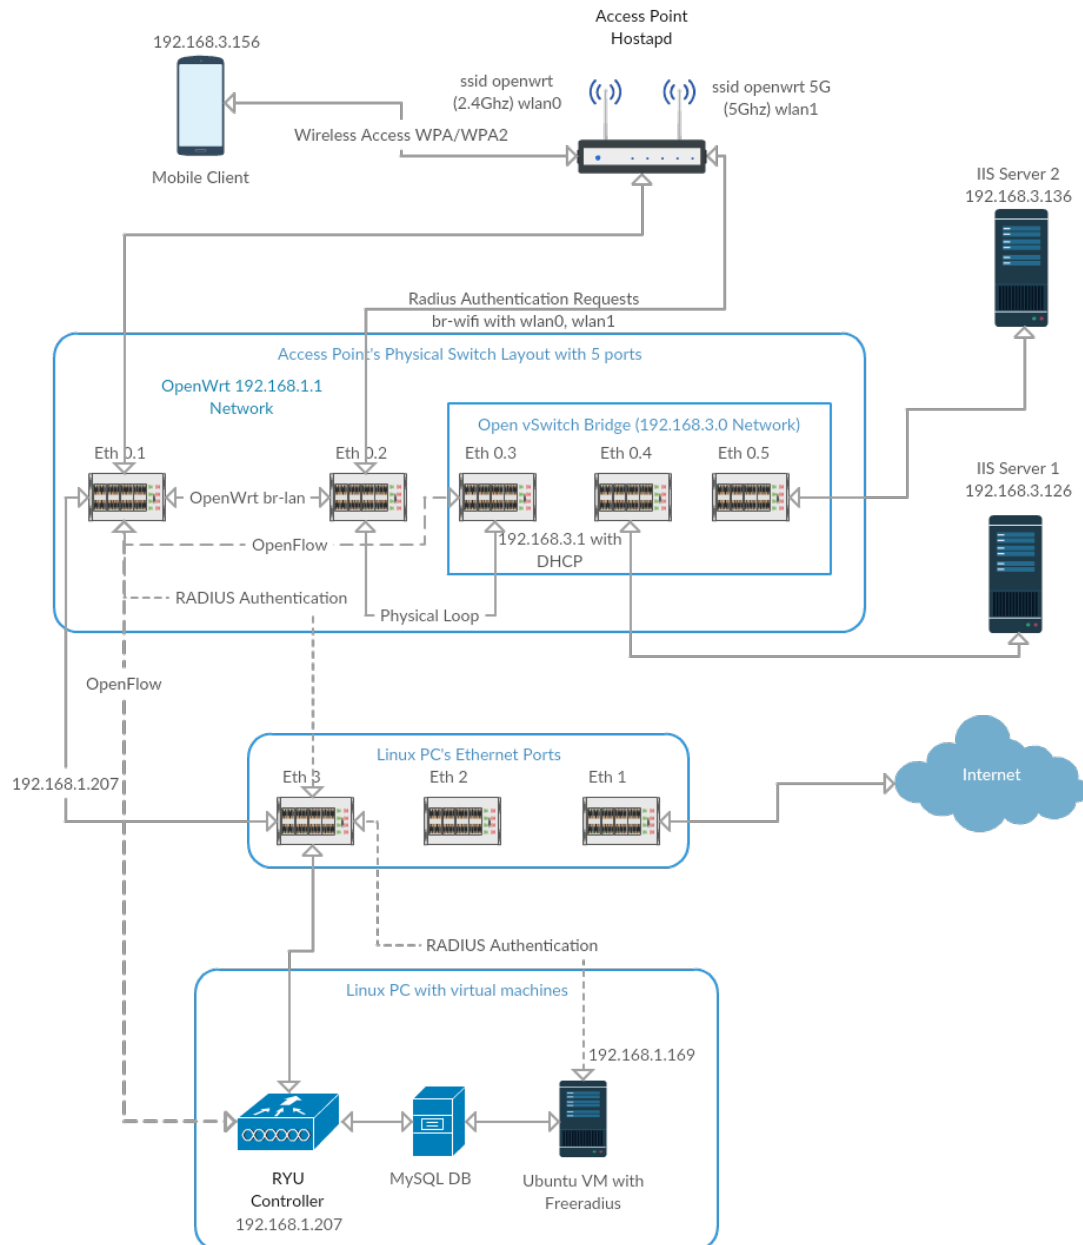 Access Point
Hostapd
192.168.3.156
ssid openwrt
(2.4Ghz) wlan0
ssid openwrt 5G
(5Ghz) wlan1
Wireless Access WPA/WPA2
Mobile Client
IIS Server 2
192.168.3.136
Radius Authentication Requests
br-wifi with wlan0, wlan1
Access Point's Physical Switch Layout with 5 ports
OpenWrt 192.168.1.1
Network
Open vSwitch Bridge (192.168.3.0 Network)
Eth 0.1
Eth 0.2
Eth 0.3
Eth 0.4
Eth 0.5
IIS Server 1
192.168.3.126
OpenWrt br-lan
OpenFlow
192.168.3.1 with
DHCP
RADIUS Authentication
Physical Loop
OpenFlow
Linux PC's Ethernet Ports
Eth 3
Eth 2
Eth 1
Internet
192.168.1.207
RADIUS Authentication
Linux PC with virtual machines
192.168.1.169
RYU
Controller
192.168.1.207
MySQL DB
Ubuntu VM with
Freeradius